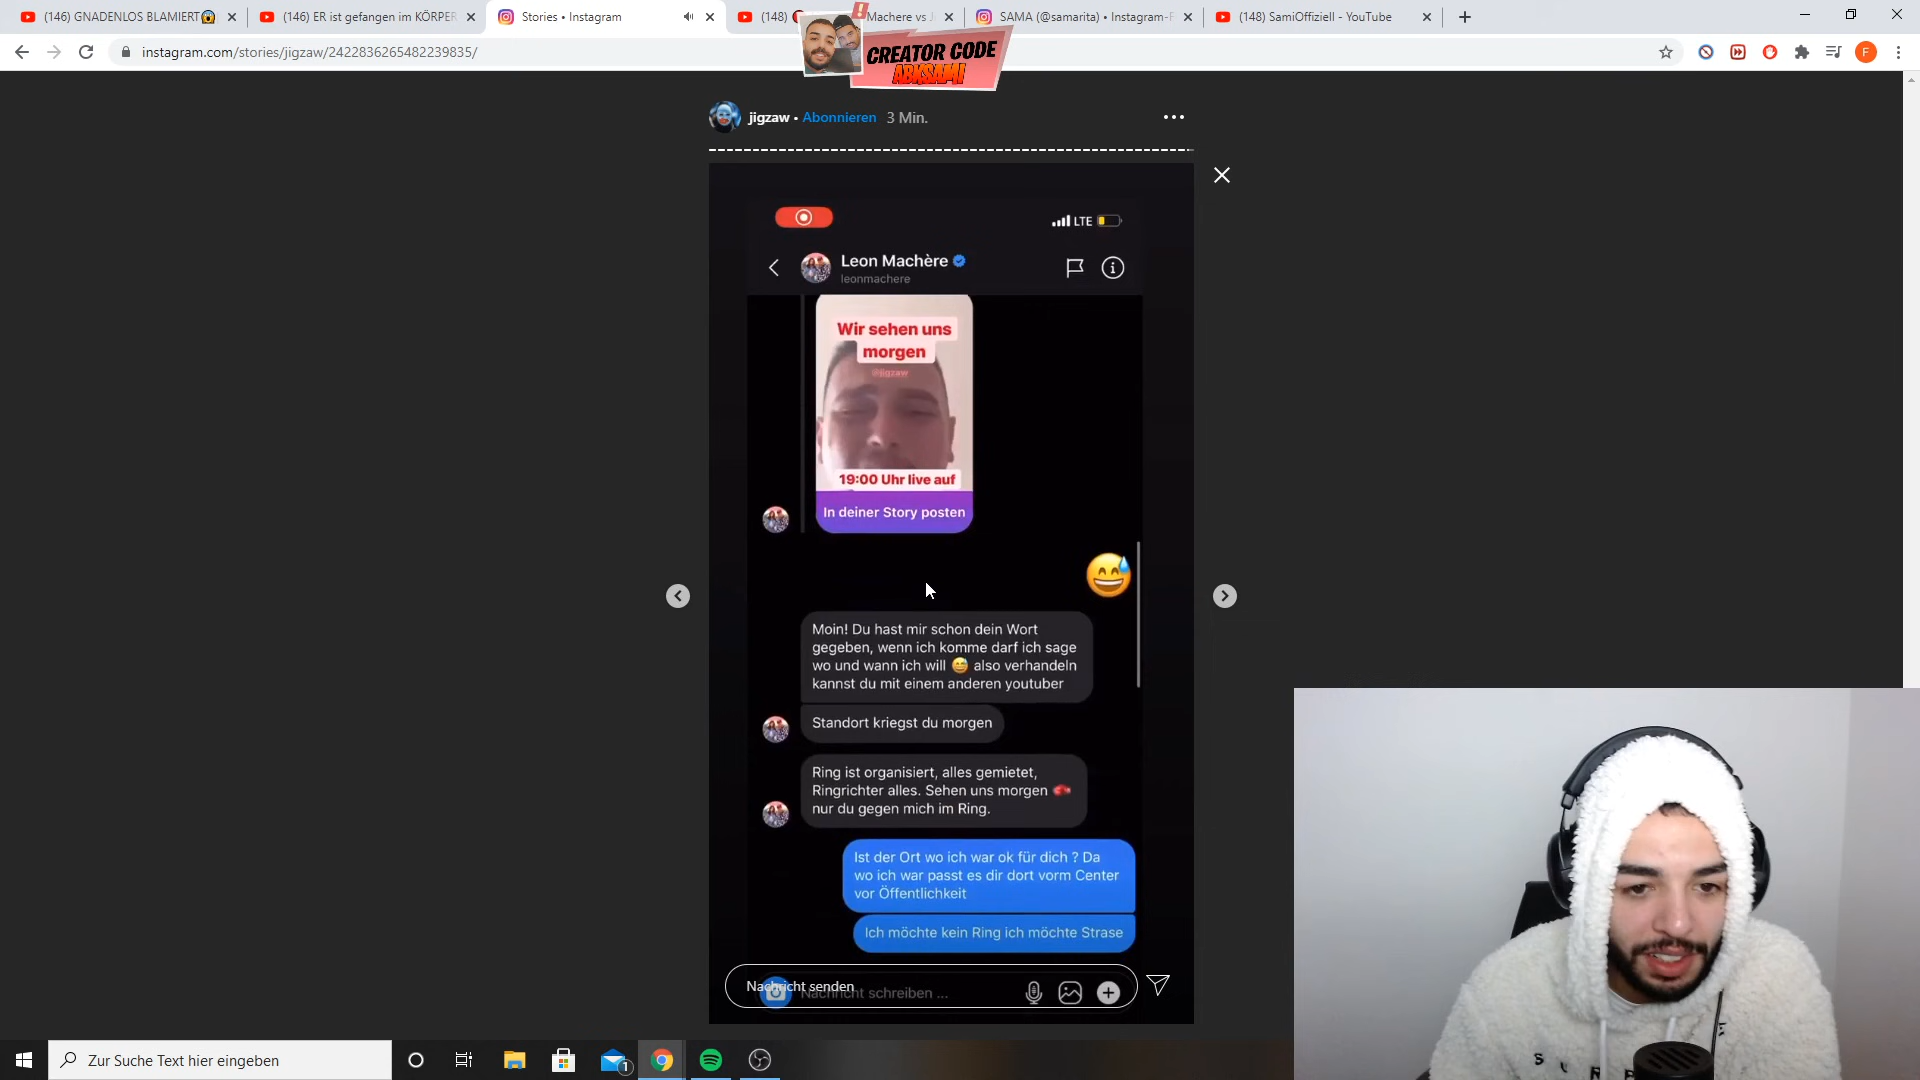 (146) GNADENLOS BLAMIERT😱
(146) ER ist gefangen im KÖRPER
Stories • Instagram
(148)
Machere vs J
SAMA (@samarita) • Instagram-F
(148) SamiOffiziell - YouTube
instagram.com/stories/jigzaw/2422836265482239835/
F
CREATOR CODE
ABKSAMI
jigzaw • Abonnieren 3 Min.
LTE
Leon Machère
leonmachere
Wir sehen uns
morgen
@jigzaw
19:00 Uhr live auf
In deiner Story posten
Moin! Du hast mir schon dein Wort
gegeben, wenn ich komme darf ich sage
wo und wann ich will 😅 also verhandeln
kannst du mit einem anderen youtuber
Standort kriegst du morgen
Ring ist organisiert, alles gemietet,
Ringrichter alles. Sehen uns morgen 🥊
nur du gegen mich im Ring.
Ist der Ort wo ich war ok für dich ? Da
wo ich war passt es dir dort vorm Center
vor Öffentlichkeit
Ich möchte kein Ring ich möchte Strase
Nachricht senden
Nachricht schreiben ...
Zur Suche Text hier eingeben
1